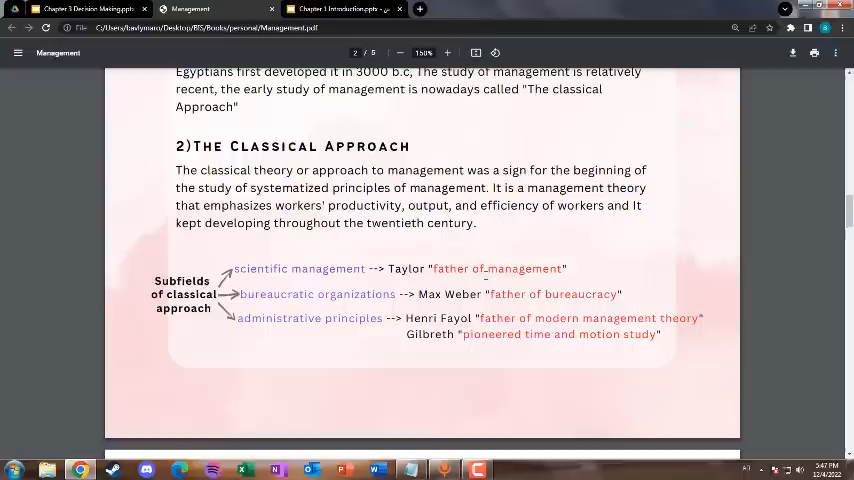 Chapter 3 Decision Making.pptx
Management
Chapter 1 Introduction.pptx
File
C:/Users/bavlymaro/Desktop/BIS/Books/personal/Management.pdf
Management
2 / 5
150%
Egyptians first developed it in 3000 b.c, The study of management is relatively
recent, the early study of management is nowadays called "The classical
Approach"
2)THE CLASSICAL APPROACH
The classical theory or approach to management was a sign for the beginning of
the study of systematized principles of management. It is a management theory
that emphasizes workers' productivity, output, and efficiency of workers and It
kept developing throughout the twentieth century.
Subfields
of classical
approach
scientific management --> Taylor "father of management"
bureaucratic organizations --> Max Weber "father of bureaucracy"
administrative principles --> Henri Fayol "father of modern management theory"
Gilbreth "pioneered time and motion study"
5:47 PM
12/4/2022